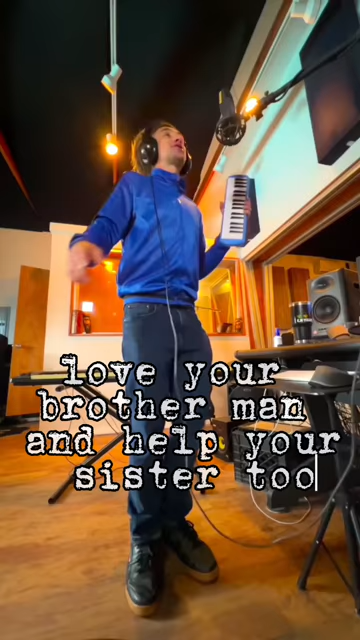 love your
brother man
and help your
sister too